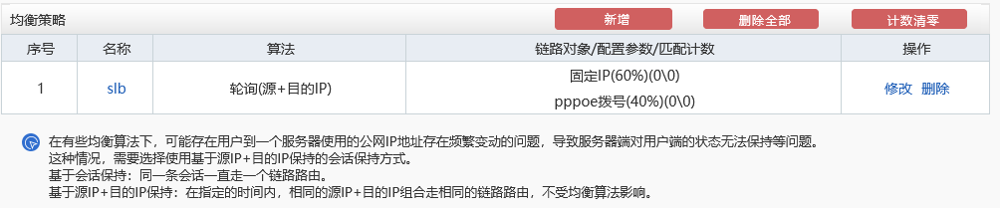 均衡策略 新增 删除全部 计数清零
序号 名称 算法 链路对象/配置参数/匹配计数 操作
1 slb 轮询(源+目的IP) 固定IP(60%)(0\0) 修改 删除
pppoe拨号(40%)(0\0)
在有些均衡算法下，可能存在用户到一个服务器使用的公网IP地址存在频繁变动的问题，导致服务器端对用户端的状态无法保持等问题。
这种情况，需要选择使用基于源IP+目的IP保持的会话保持方式。
基于会话保持：同一条会话一直走一个链路路由。
基于源IP+目的IP保持：在指定的时间内，相同的源IP+目的IP组合走相同的链路路由，不受均衡算法影响。